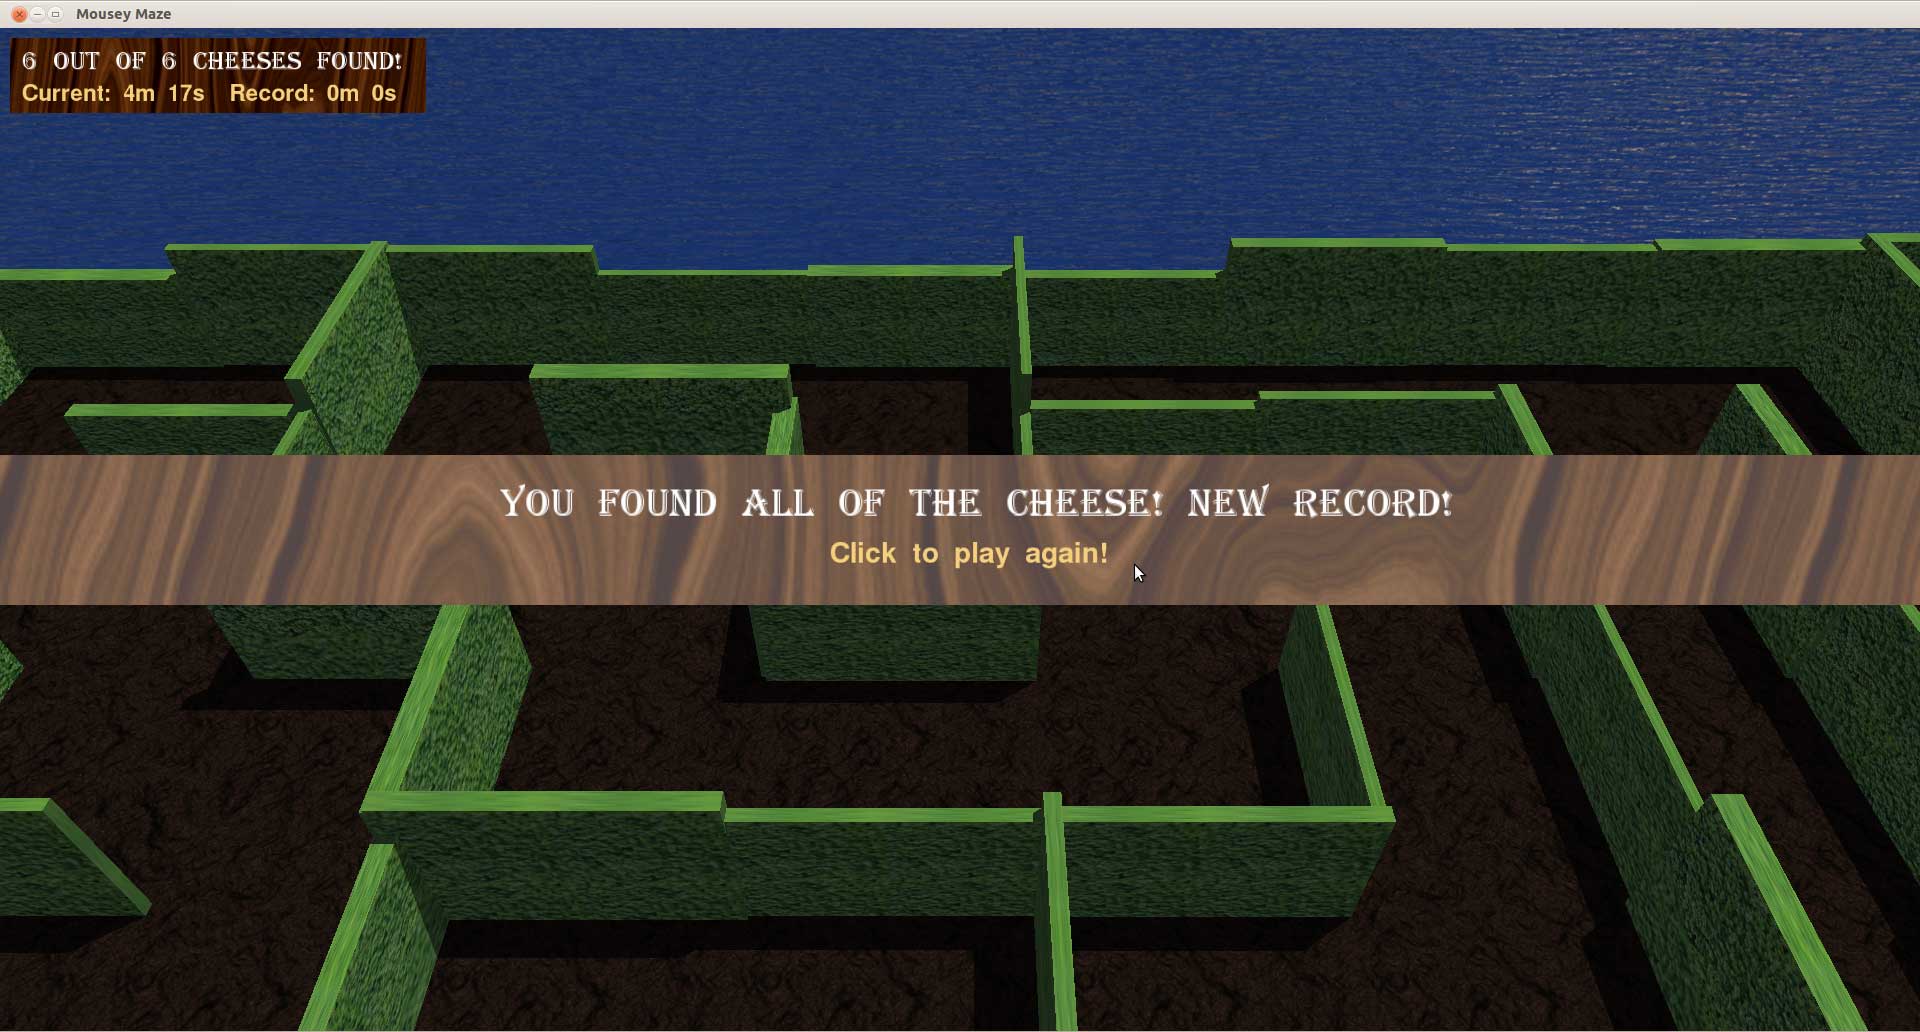 Mousey Maze
6 OUT OF 6 CHEESES FOUND!
Current: 4m 17s Record: 0m 0s
YOU FOUND ALL OF THE CHEESE! NEW RECORD!
Click to play again!